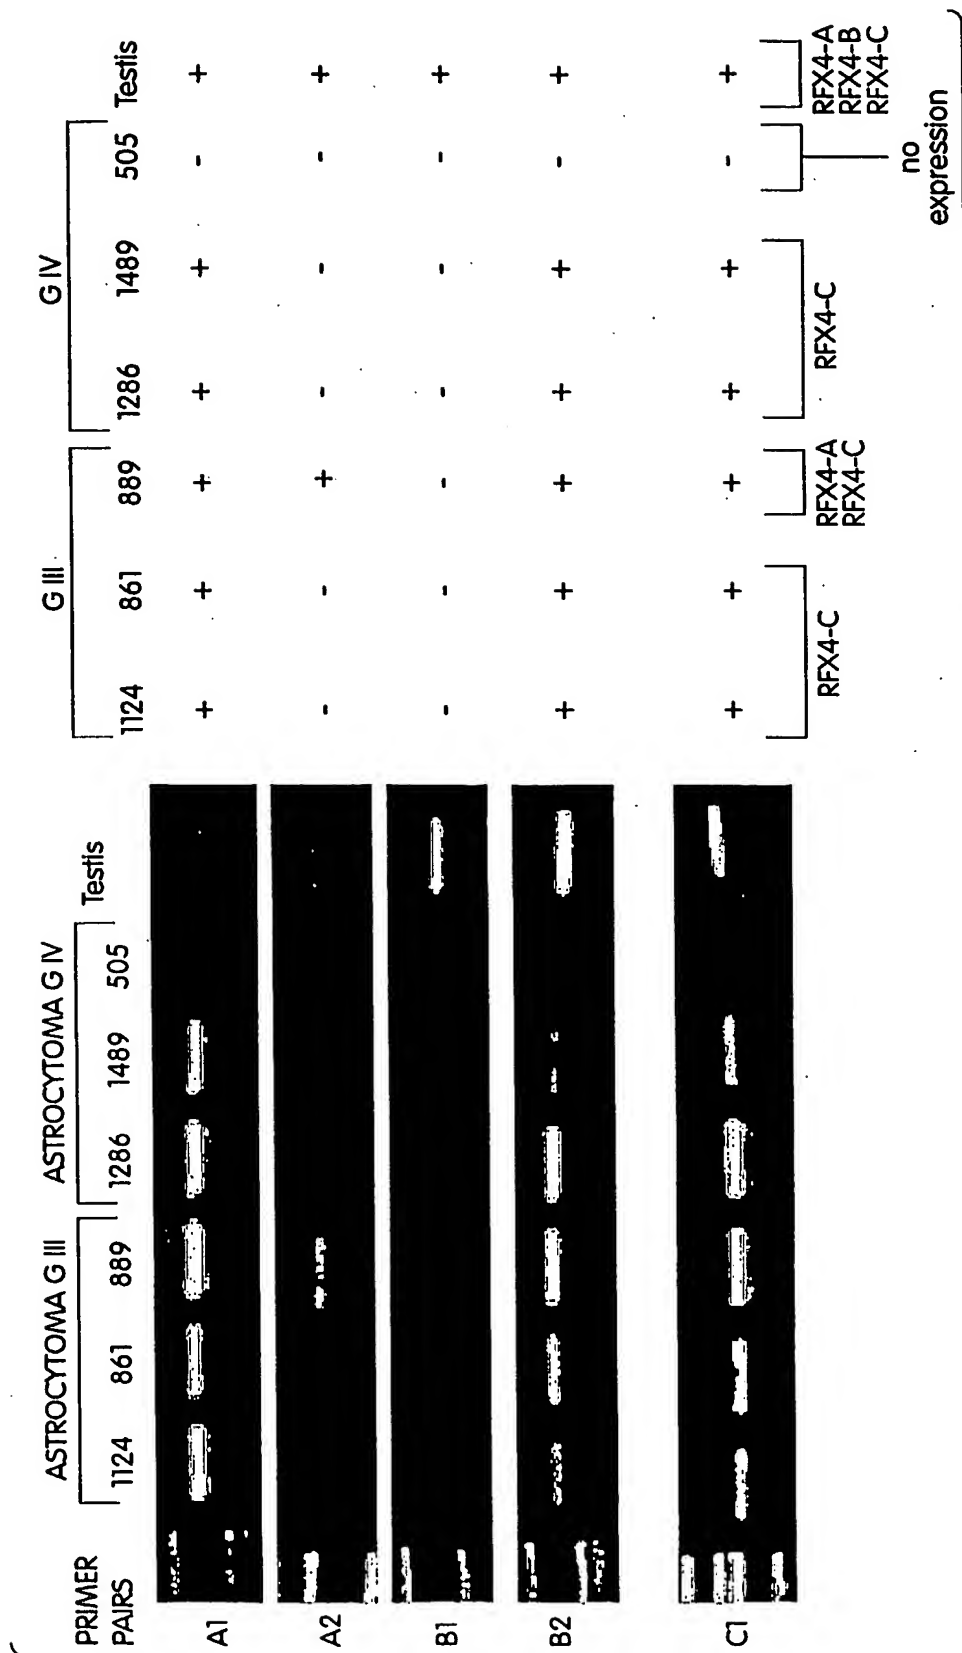 ASTROCYTOMA G III ASTROCYTOMA G IV
PRIMER
PAIRS 1124 861 889 1286 1489 505 Testis
A1
A2
B1
B2
C1
G III G IV
1124 861 889 1286 1489 505 Testis
+ + + + + - +
- - + - - - +
- - - - - - +
+ + + + + - +
+ + + + + - +
RFX4-C
RFX4-A
RFX4-C
RFX4-C
no
expression
RFX4-A
RFX4-B
RFX4-C